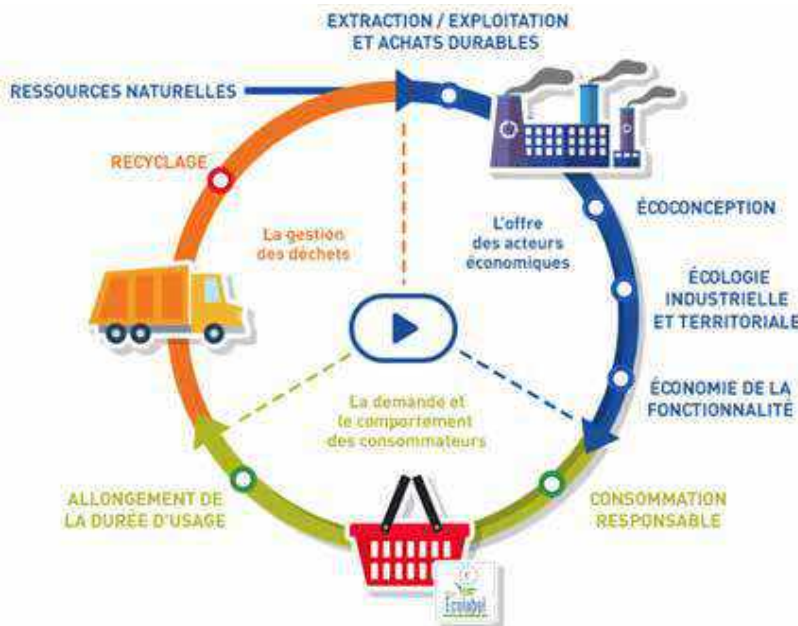 EXTRACTION / EXPLOITATION
ET ACHATS DURABLES
RESSOURCES NATURELLES
RECYCLAGE
ÉCOCONCEPTION
La gestion
des déchets
L'offre
des acteurs
économiques
ÉCOLOGIE
INDUSTRIELLE
ET TERRITORIALE
ÉCONOMIE DE LA
FONCTIONNALITÉ
La demande et
le comportement
des consommateurs
ALLONGEMENT DE
LA DURÉE D'USAGE
CONSOMMATION
RESPONSABLE
Ecolabel